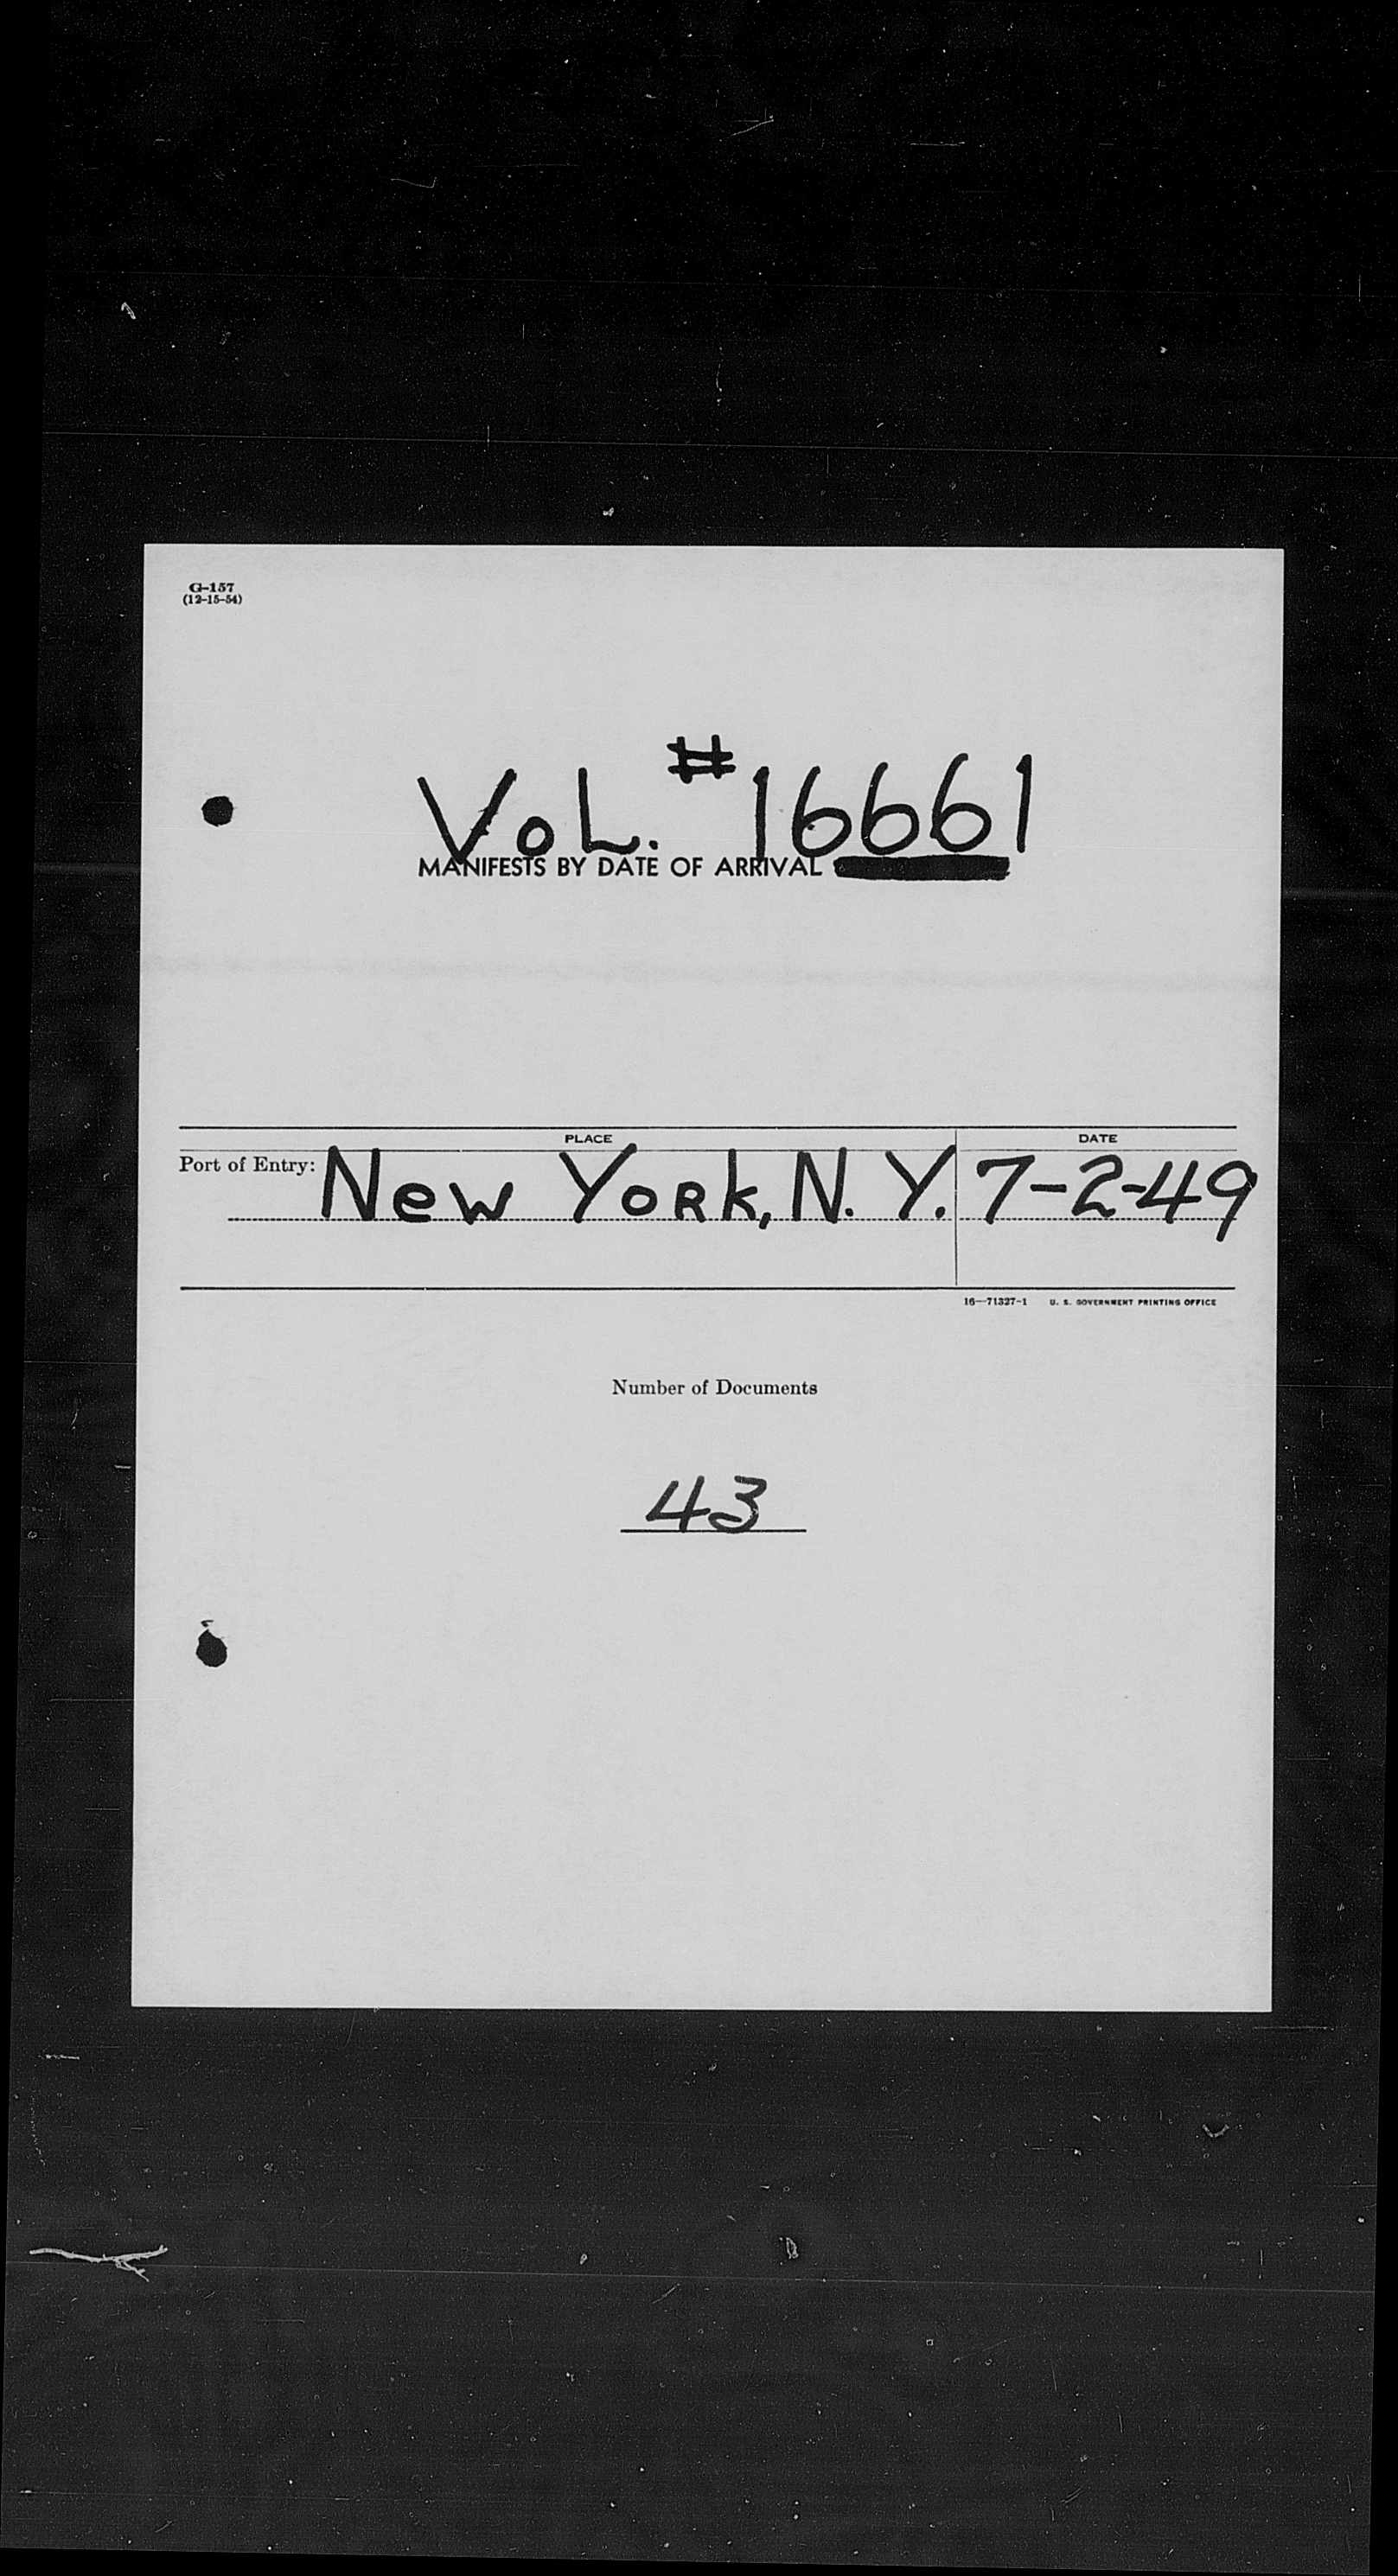 G-157
(12-15-54)
VOL. #16661
MANIFESTS BY DATE OF ARRIVAL
PLACE DATE
Port of Entry: New York, N. Y. 7-2-49
16—71327-1 U. S. GOVERNMENT PRINTING OFFICE
Number of Documents
43